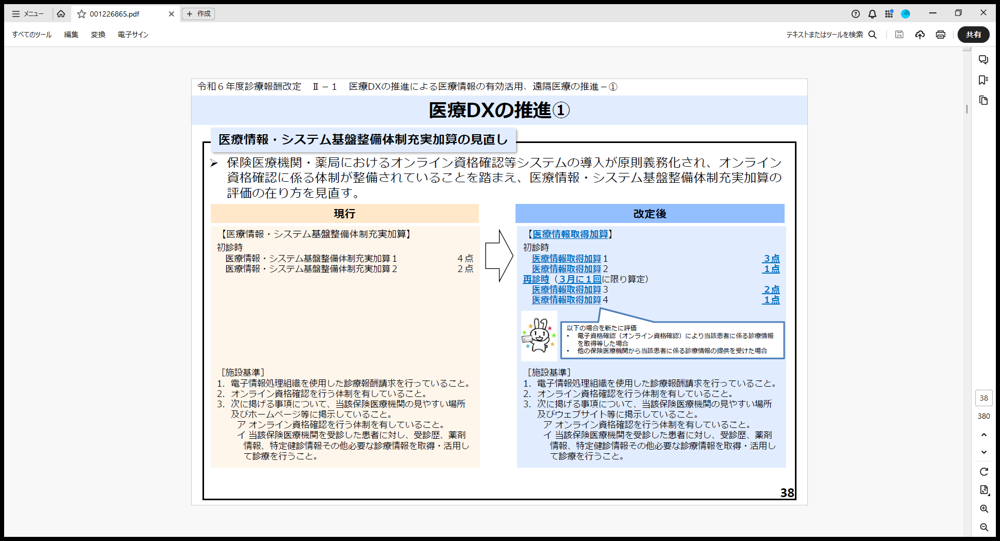 メニュー
001226865.pdf
作成
すべてのツール 編集 変換 電子サイン
テキストまたはツールを検索
共有
令和６年度診療報酬改定　Ⅱ－１　医療DXの推進による医療情報の有効活用、遠隔医療の推進－①
医療DXの推進①
医療情報・システム基盤整備体制充実加算の見直し
➢ 保険医療機関・薬局におけるオンライン資格確認等システムの導入が原則義務化され、オンライン
資格確認に係る体制が整備されていることを踏まえ、医療情報・システム基盤整備体制充実加算の
評価の在り方を見直す。
現行
【医療情報・システム基盤整備体制充実加算】
初診時
医療情報・システム基盤整備体制充実加算１ ４点
医療情報・システム基盤整備体制充実加算２ ２点
［施設基準］
1. 電子情報処理組織を使用した診療報酬請求を行っていること。
2. オンライン資格確認を行う体制を有していること。
3. 次に掲げる事項について、当該保険医療機関の見やすい場所
及びホームページ等に掲示していること。
ア オンライン資格確認を行う体制を有していること。
イ 当該保険医療機関を受診した患者に対し、受診歴、薬剤
情報、特定健診情報その他必要な診療情報を取得・活用し
て診療を行うこと。
改定後
【医療情報取得加算】
初診時
医療情報取得加算１ ３点
医療情報取得加算２ １点
再診時（３月に１回に限り算定）
医療情報取得加算３ ２点
医療情報取得加算４ １点
以下の場合を新たに評価
• 電子資格確認（オンライン資格確認）により当該患者に係る診療情報
を取得等した場合
• 他の保険医療機関から当該患者に係る診療情報の提供を受けた場合
［施設基準］
1. 電子情報処理組織を使用した診療報酬請求を行っていること。
2. オンライン資格確認を行う体制を有していること。
3. 次に掲げる事項について、当該保険医療機関の見やすい場所
及びウェブサイト等に掲示していること。
ア オンライン資格確認を行う体制を有していること。
イ 当該保険医療機関を受診した患者に対し、受診歴、薬剤
情報、特定健診情報その他必要な診療情報を取得・活用し
て診療を行うこと。
38
38
380